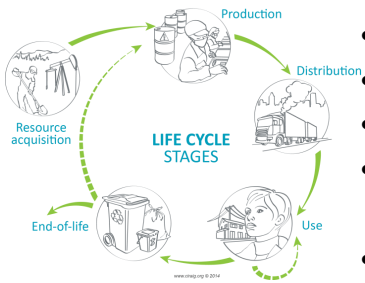 Production
Distribution
Resource
acquisition
LIFE CYCLE
STAGES
End-of-life
Use
www.ciraig.org © 2014